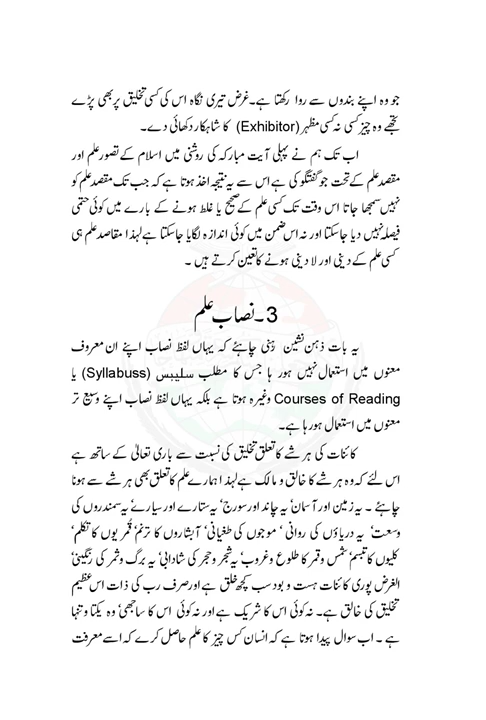 جو وہ اپنے بندوں سے روا رکھتا ہے۔ غرض تیری نگاہ اس کی کسی تخلیق پر بھی پڑے
تجھے وہ چیز کسی نہ کسی مظہر (Exhibitor) کا شاہکار دکھائی دے۔
اب تک ہم نے پہلی آیت مبارکہ کی روشنی میں اسلام کے تصور علم اور
مقصد علم کے تحت جو گفتگو کی ہے اس سے یہ نتیجہ اخذ ہوتا ہے کہ جب تک مقصد علم کو
نہیں سمجھا جاتا اس وقت تک کسی علم کے صحیح یا غلط ہونے کے بارے میں کوئی حتمی
فیصلہ نہیں دیا جاسکتا اور نہ اس ضمن میں کوئی اندازہ لگایا جاسکتا ہے لہٰذا مقاصد علم ہی
کسی علم کے دینی اور لا دینی ہونے کا تعین کرتے ہیں ۔
3۔ نصاب علم
یہ بات ذہن نشین رہنی چاہئے کہ یہاں لفظ نصاب اپنے ان معروف
معنوں میں استعمال نہیں ہور ہا جس کا مطلب سلیبس (Syllabuss) یا
Courses of Reading وغیرہ ہوتا ہے بلکہ یہاں لفظ نصاب اپنے وسیع تر
معنوں میں استعمال ہورہا ہے۔
کائنات کی ہر شے کا تعلق تخلیق کی نسبت سے باری تعالیٰ کے ساتھ ہے
اس لئے کہ وہ ہر شے کا خالق و مالک ہے لہذا ہمارے علم کا تعلق بھی ہر شے سے ہونا
چاہئے ۔ یہ زمین اور آسمان‘ یہ چاند اور سورج‘ یہ ستارے اور سیارے‘ یہ سمندروں کی
وسعت‘ یہ دریاؤں کی روانی‘ موجوں کی طغیانی‘ آبشاروں کا ترنم‘ قمریوں کا تکلم‘
کلیوں کا تبسم‘ شمس و قمر کا طلوع و غروب‘ یہ شجر و حجر کی شادابی‘ یہ برگ و ثمر کی رنگینی‘
الغرض پوری کائنات ہست و بود سب کچھ خلق ہے اور صرف رب کی ذات اس عظیم
تخلیق کی خالق ہے۔ نہ کوئی اس کا شریک ہے اور نہ کوئی اس کا ساجھی‘ وہ یکتا و تنہا
ہے ۔ اب سوال پیدا ہوتا ہے کہ انسان کس چیز کا علم حاصل کرے کہ اسے معرفت